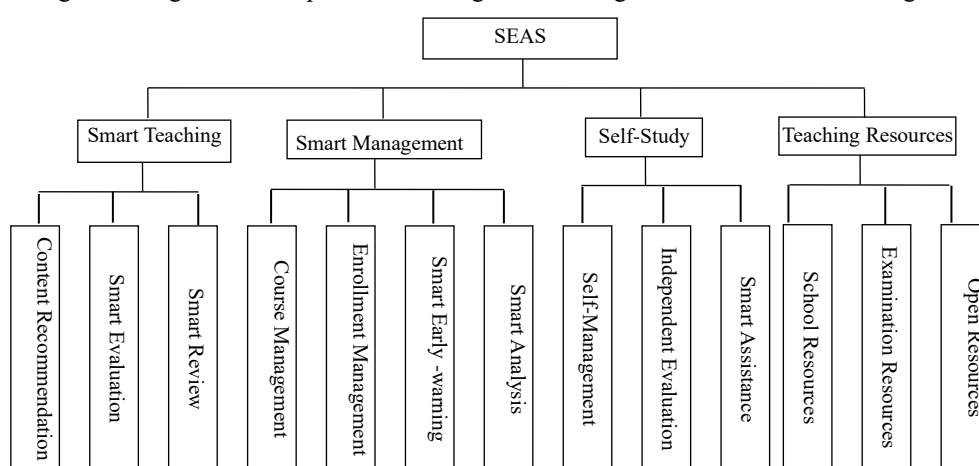 SEAS
Smart Teaching
Smart Management
Self-Study
Teaching Resources
Content Recommendation
Smart Evaluation
Smart Review
Course Management
Enrollment Management
Smart Early -warning
Smart Analysis
Self-Management
Independent Evaluation
Smart Assistance
School Resources
Examination Resources
Open Resources